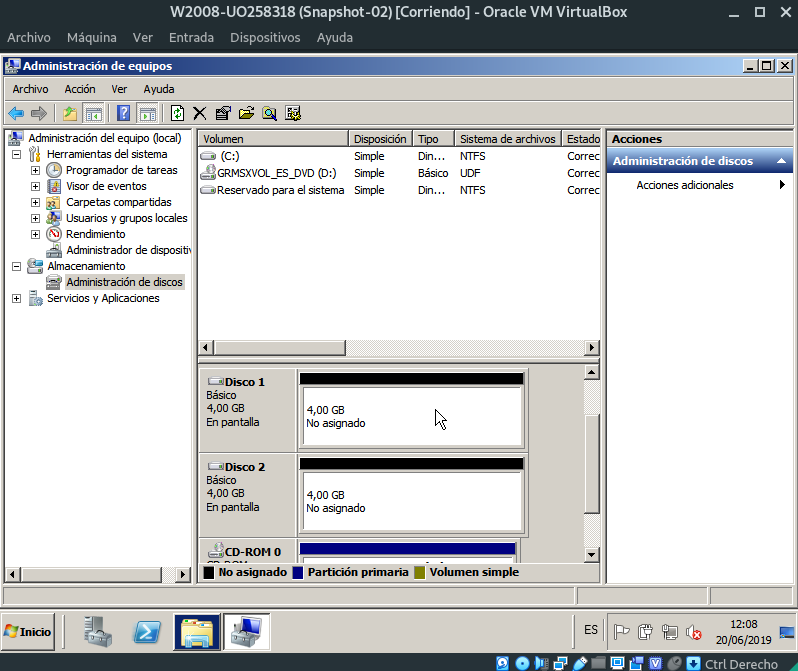 W2008-UO258318 (Snapshot-02) [Corriendo] - Oracle VM VirtualBox
Archivo Máquina Ver Entrada Dispositivos Ayuda
Administración de equipos
Archivo Acción Ver Ayuda
Administración del equipo (local)
Herramientas del sistema
Programador de tareas
Visor de eventos
Carpetas compartidas
Usuarios y grupos locales
Rendimiento
Administrador de dispositiv
Almacenamiento
Administración de discos
Servicios y Aplicaciones
Volumen Disposición Tipo Sistema de archivos Estado
(C:) Simple Din... NTFS Correc
GRMSXVOL_ES_DVD (D:) Simple Básico UDF Correc
Reservado para el sistema Simple Din... NTFS Correc
Disco 1
Básico
4,00 GB
En pantalla
4,00 GB
No asignado
Disco 2
Básico
4,00 GB
En pantalla
4,00 GB
No asignado
CD-ROM 0
No asignado Partición primaria Volumen simple
Acciones
Administración de discos
Acciones adicionales
Inicio
ES
12:08
20/06/2019
Ctrl Derecho